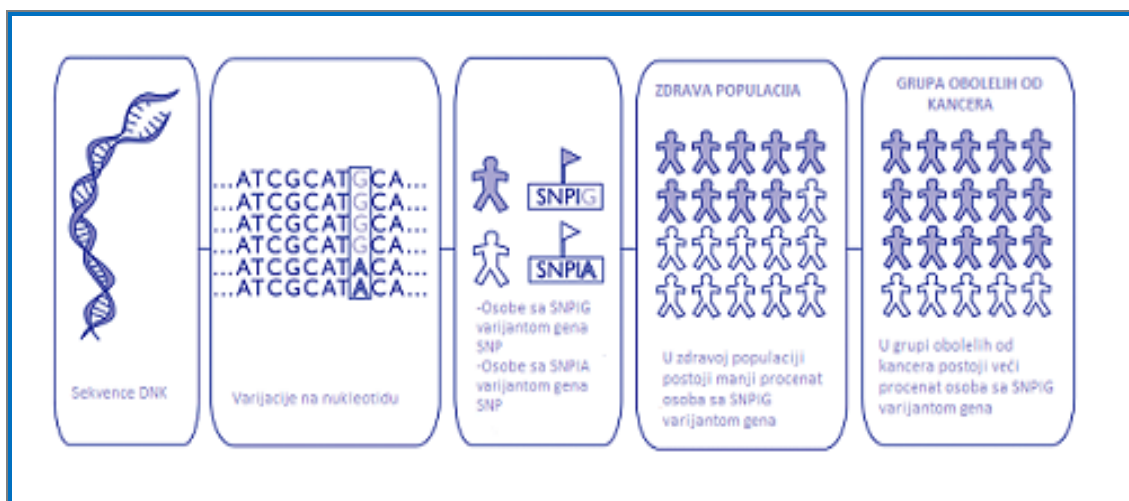 Sekvence DNK
...ATCGCATGCA...
...ATCGCATGCA...
...ATCGCATGCA...
...ATCGCATGCA...
...ATCGCATACA...
...ATCGCATACA...
Varijacije na nukleotidu
SNPIG
SNPIA
-Osobe sa SNPIG
varijantom gena
SNP
-Osobe sa SNPIA
varijantom gena
SNP
ZDRAVA POPULACIJA
U zdravoj populaciji
postoji manji procenat
osoba sa SNPIG
varijantom gena
GRUPA OBOLELIH OD
KANCERA
U grupi obolelih od
kancera postoji veći
procenat osoba sa SNPIG
varijantom gena